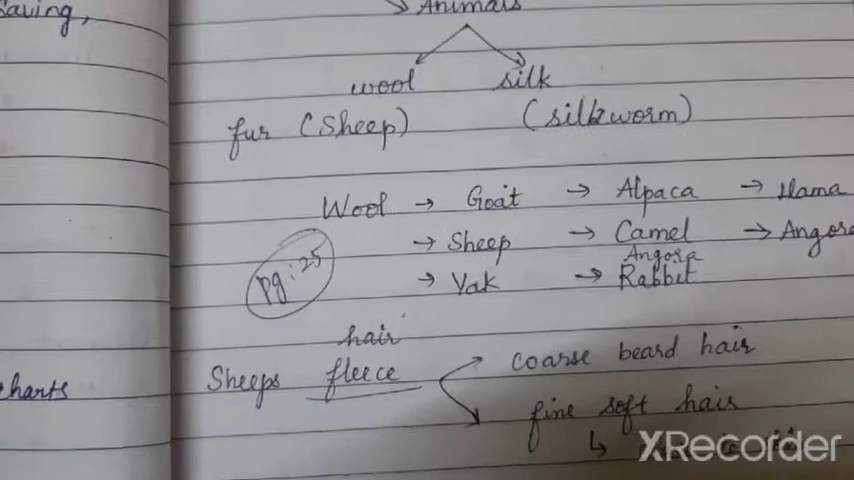 saving,
Animals
wool silk
fur (Sheep) (silkworm)
Wool → Goat → Alpaca → Llama
→ Sheep → Camel → Angora
pg: 25
Angora
→ Yak → Rabbit
hair
Sheeps fleece coarse beard hair
charts
fine soft hair
XRecorder